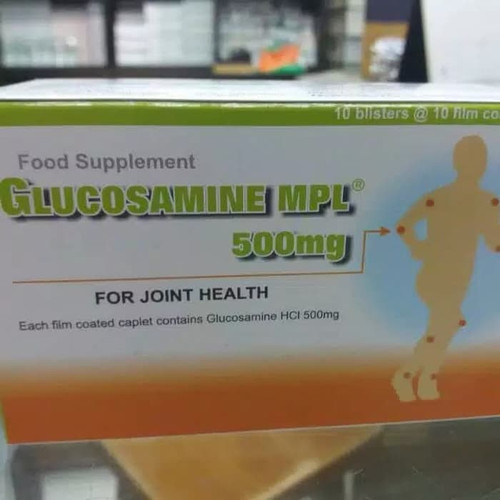 10 blisters @ 10 film
Food Supplement
GLUCOSAMINE MPL®
500mg
FOR JOINT HEALTH
Each film coated caplet contains Glucosamine HCl 500mg